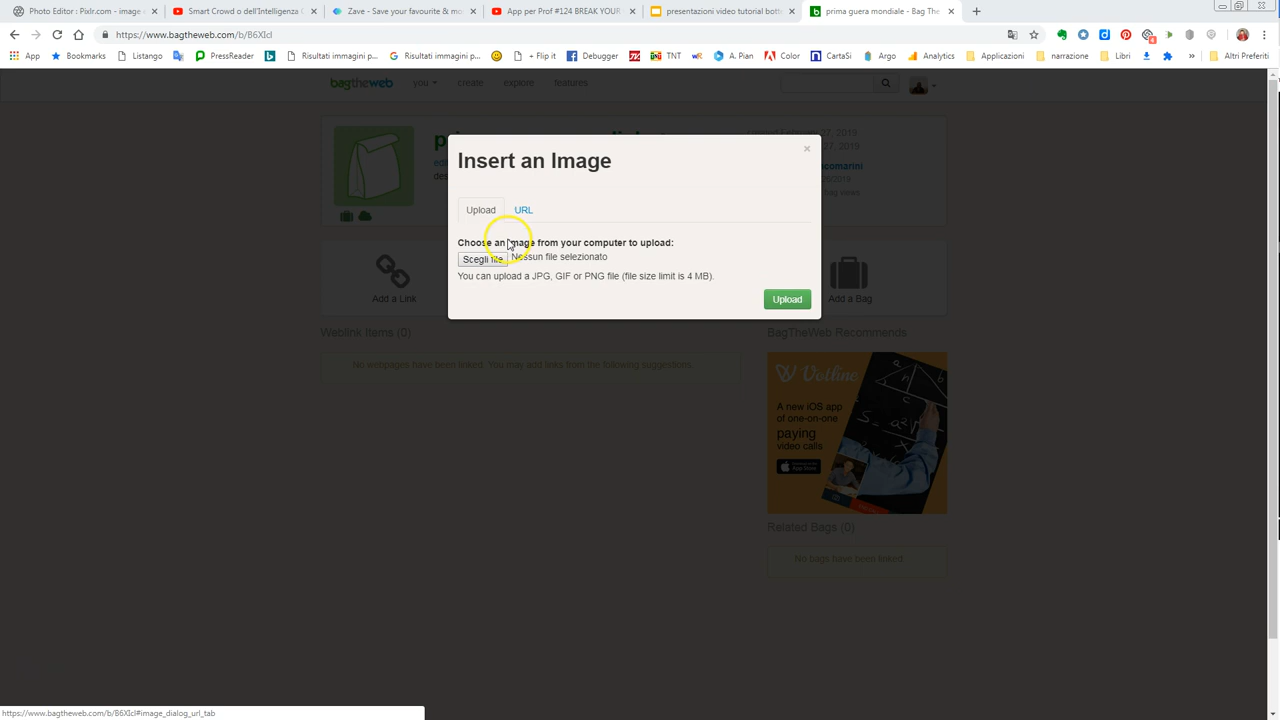 Photo Editor : Pixlr.com - image e
Smart Crowd o dell'Intelligenza C
Zave - Save your favourite & mo
App per Prof #124 BREAK YOUR
presentazioni video tutorial bott
prima guera mondiale - Bag The
https://www.bagtheweb.com/b/B6XIcl
App
Bookmarks
Listango
PressReader
Risultati immagini p
Risultati immagini p
+ Flip it
Debugger
TNT
A. Pian
Color
CartaSi
Argo
Analytics
Applicazioni
narrazione
Libri
Altri Preferiti
bagtheweb
you
create
explore
features
Insert an Image
Upload
URL
Choose an image from your computer to upload:
Scegli file
Nessun file selezionato
You can upload a JPG, GIF or PNG file (file size limit is 4 MB).
Upload
Add a Link
Add a Bag
Weblink Items (0)
No webpages have been linked. You may add links from the following suggestions.
BagTheWeb Recommends
Votline
A new iOS app
of one-on-one
paying
video calls
App Store
Related Bags (0)
No bags have been linked.
https://www.bagtheweb.com/b/B6XIcl#image_dialog_url_tab